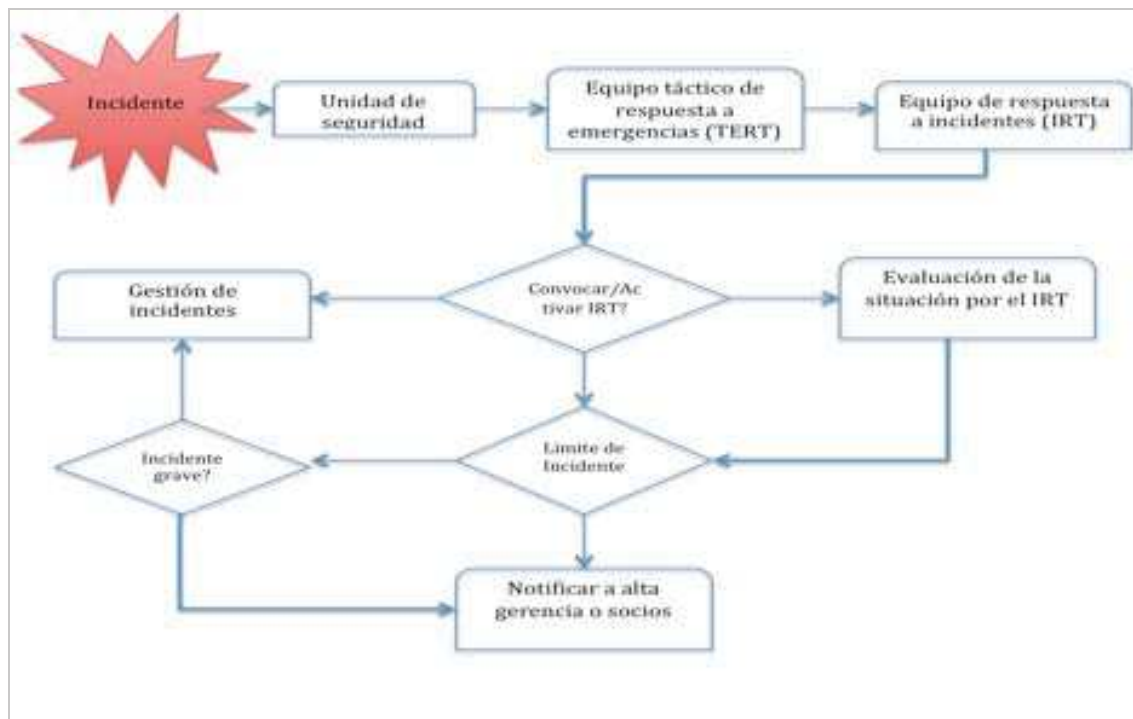 Incidente
Unidad de
seguridad
Equipo táctico de
respuesta a
emergencias (TERT)
Equipo de respuesta
a incidentes (IRT)
Convocar/Ac
tivar IRT?
Gestión de
incidentes
Evaluación de la
situación por el IRT
Incidente
grave?
Limite de
Incidente
Notificar a alta
gerencia o socios